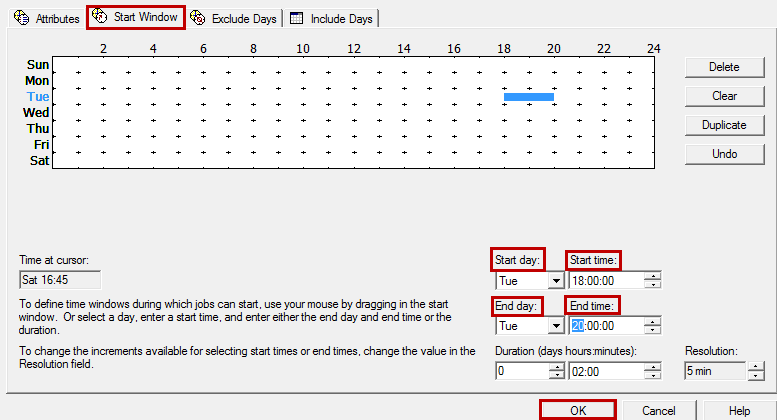 Attributes Start Window Exclude Days Include Days
2 4 6 8 10 12 14 16 18 20 22 24
Sun
Mon
Tue
Wed
Thu
Fri
Sat
Delete
Clear
Duplicate
Undo
Time at cursor:
Sat 16:45
Start day: Start time:
Tue 18:00:00
To define time windows during which jobs can start, use your mouse by dragging in the start
window. Or select a day, enter a start time, and enter either the end day and end time or the
duration.
End day: End time:
Tue 20:00:00
To change the increments available for selecting start times or end times, change the value in the
Resolution field.
Duration (days hours:minutes): Resolution:
0 02:00 5 min
OK Cancel Help